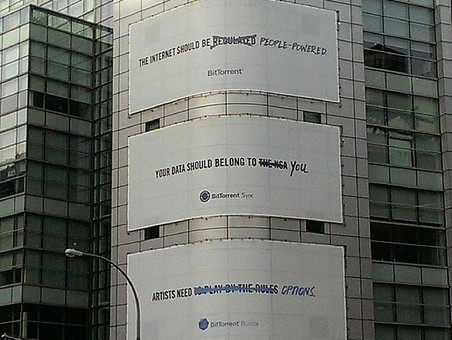 THE INTERNET SHOULD BE REGULATED PEOPLE-POWERED.
BitTorrent
YOUR DATA SHOULD BELONG TO THE NSA YOU.
BitTorrent Sync
ARTISTS NEED TO PLAY BY THE RULES OPTIONS.
BitTorrent Bundle